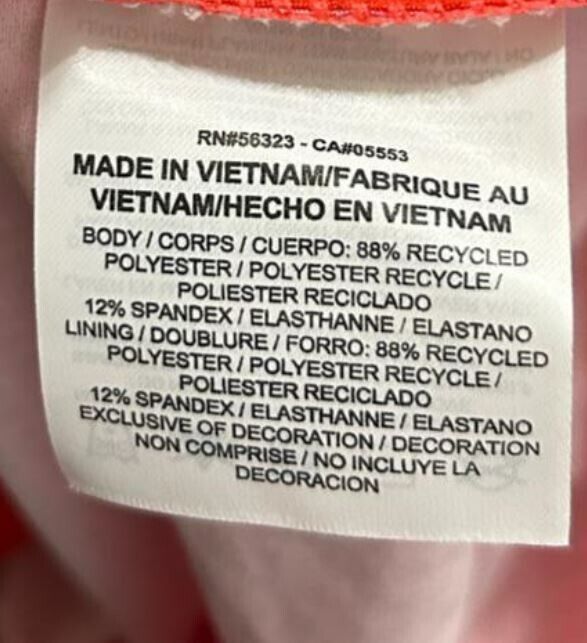 RN#56323 - CA#05553
MADE IN VIETNAM/FABRIQUE AU
VIETNAM/HECHO EN VIETNAM
BODY / CORPS / CUERPO: 88% RECYCLED
POLYESTER / POLYESTER RECYCLE /
POLIESTER RECICLADO
12% SPANDEX / ELASTHANNE / ELASTANO
LINING / DOUBLURE / FORRO: 88% RECYCLED
POLYESTER / POLYESTER RECYCLE /
POLIESTER RECICLADO
12% SPANDEX / ELASTHANNE / ELASTANO
EXCLUSIVE OF DECORATION / DECORATION
NON COMPRISE / NO INCLUYE LA
DECORACION